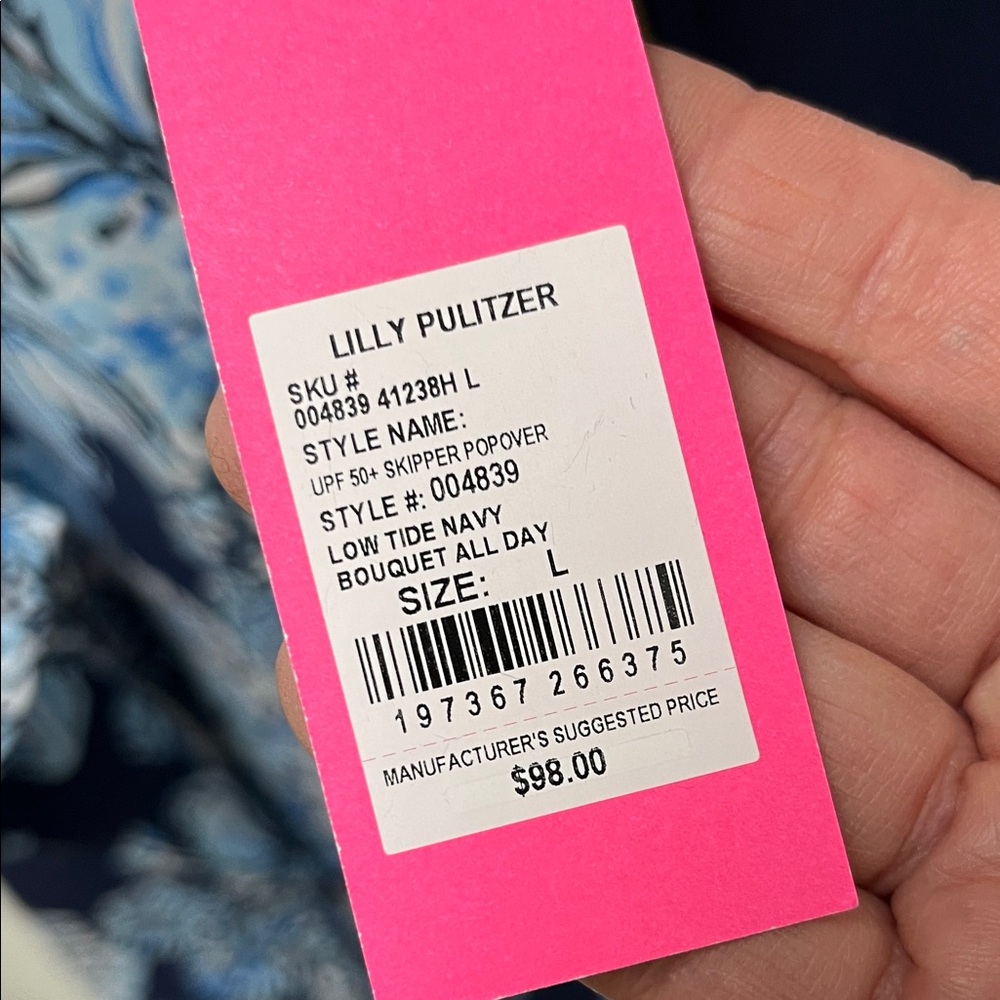 LILLY PULITZER
SKU #
004839 41238H L
STYLE NAME:
UPF 50+ SKIPPER POPOVER
STYLE #: 004839
LOW TIDE NAVY
BOUQUET ALL DAY
SIZE: L
197367 266375
MANUFACTURER'S SUGGESTED PRICE
$98.00